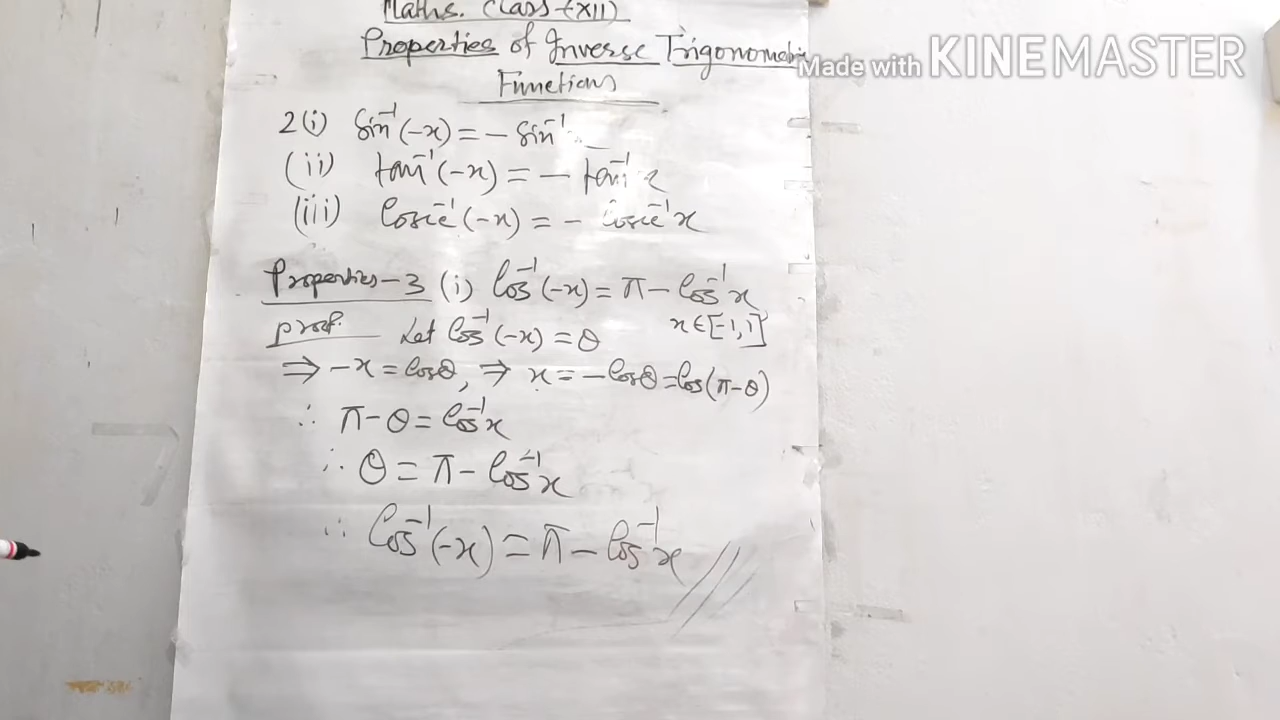 Maths. Class-(XII)
Properties of Inverse Trigonometric
Functions
Made with KINEMASTER
2(i) Sin⁻¹(-x) = - Sin⁻¹
(ii) tan⁻¹(-x) = - tan⁻¹x
(iii) Cosec⁻¹(-x) = - Cosec⁻¹x
Properties-3 (i) Cos⁻¹(-x) = π - Cos⁻¹x
x ∈ [-1,1]
proof. Let Cos⁻¹(-x) = θ
⇒ -x = Cosθ, ⇒ x = -Cosθ = Cos(π-θ)
∴ π-θ = Cos⁻¹x
∴ θ = π - Cos⁻¹x
∴ Cos⁻¹(-x) = π - Cos⁻¹x //